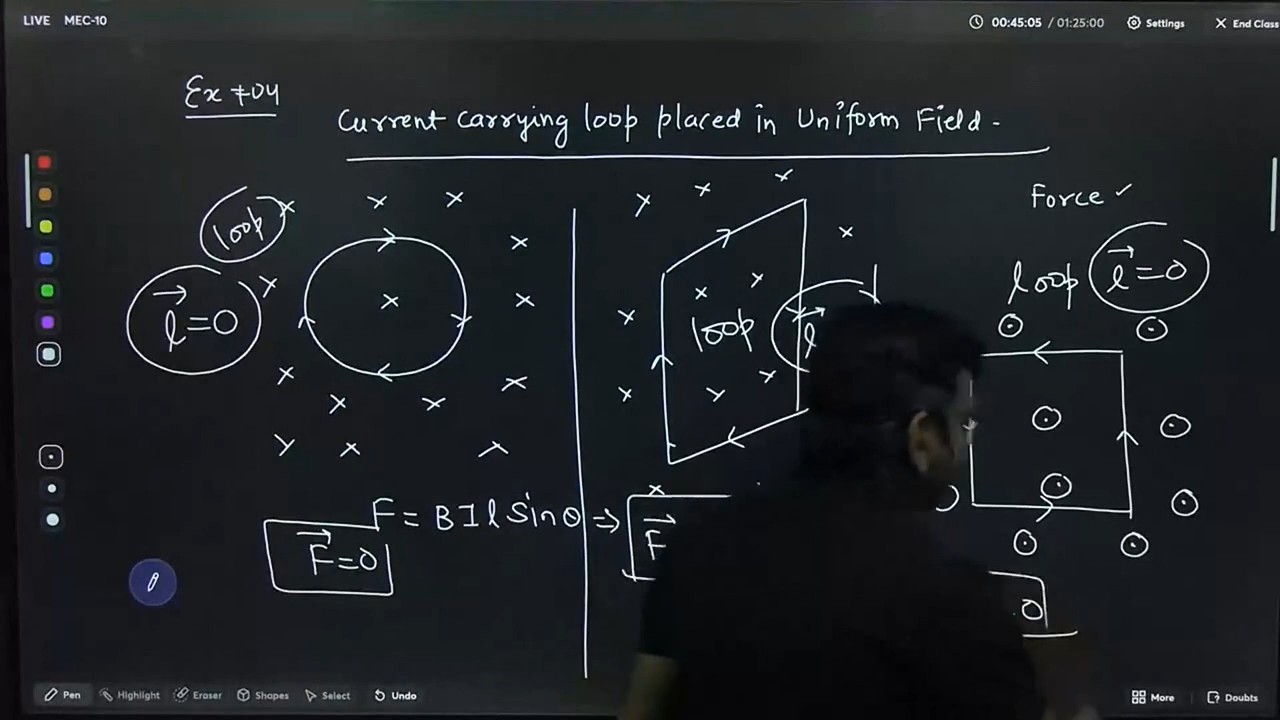 LIVE MEC-10
00:45:05 / 01:25:00 Settings End Class
Ex + 04
Current carrying loop placed in Uniform Field -
loop
l=0
F = BIl Sinθ ⇒
F=0
loop
l
F
Force ✓
loop l=0
0
Pen Highlight Eraser Shapes Select Undo
More Doubts